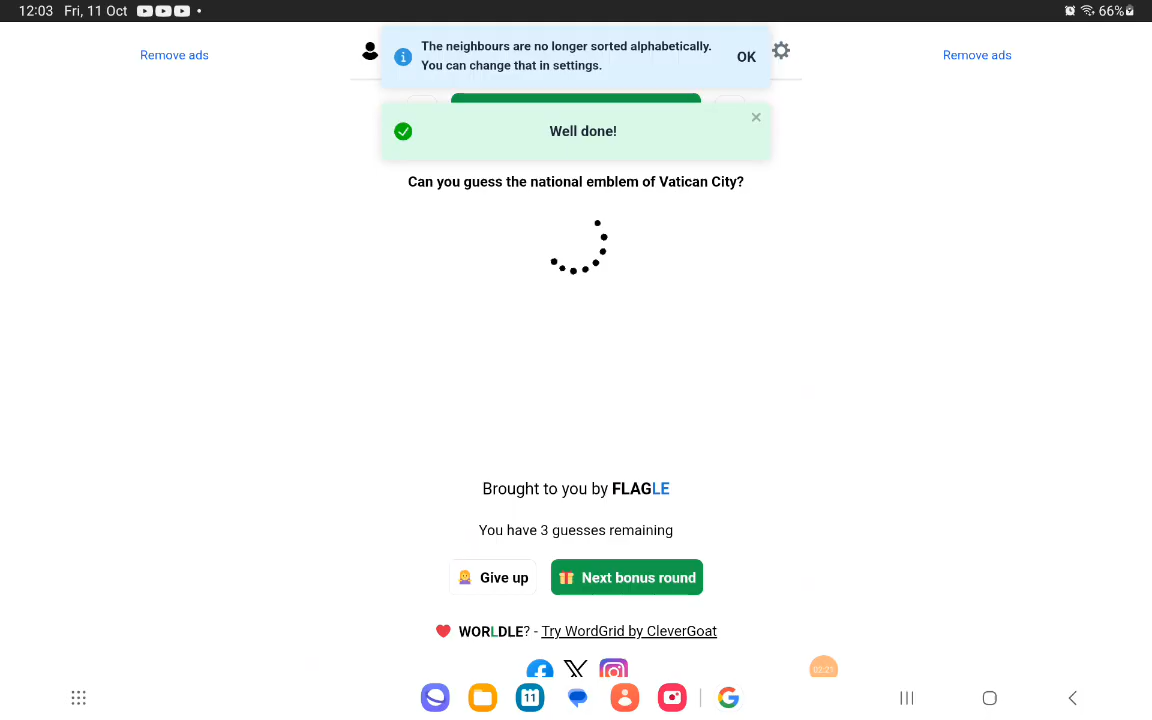 12:03 Fri, 11 Oct
66%
Remove ads
The neighbours are no longer sorted alphabetically.
You can change that in settings.
OK
Remove ads
Well done!
Can you guess the national emblem of Vatican City?
Brought to you by FLAGLE
You have 3 guesses remaining
Give up
Next bonus round
WORLDLE? - Try WordGrid by CleverGoat
11